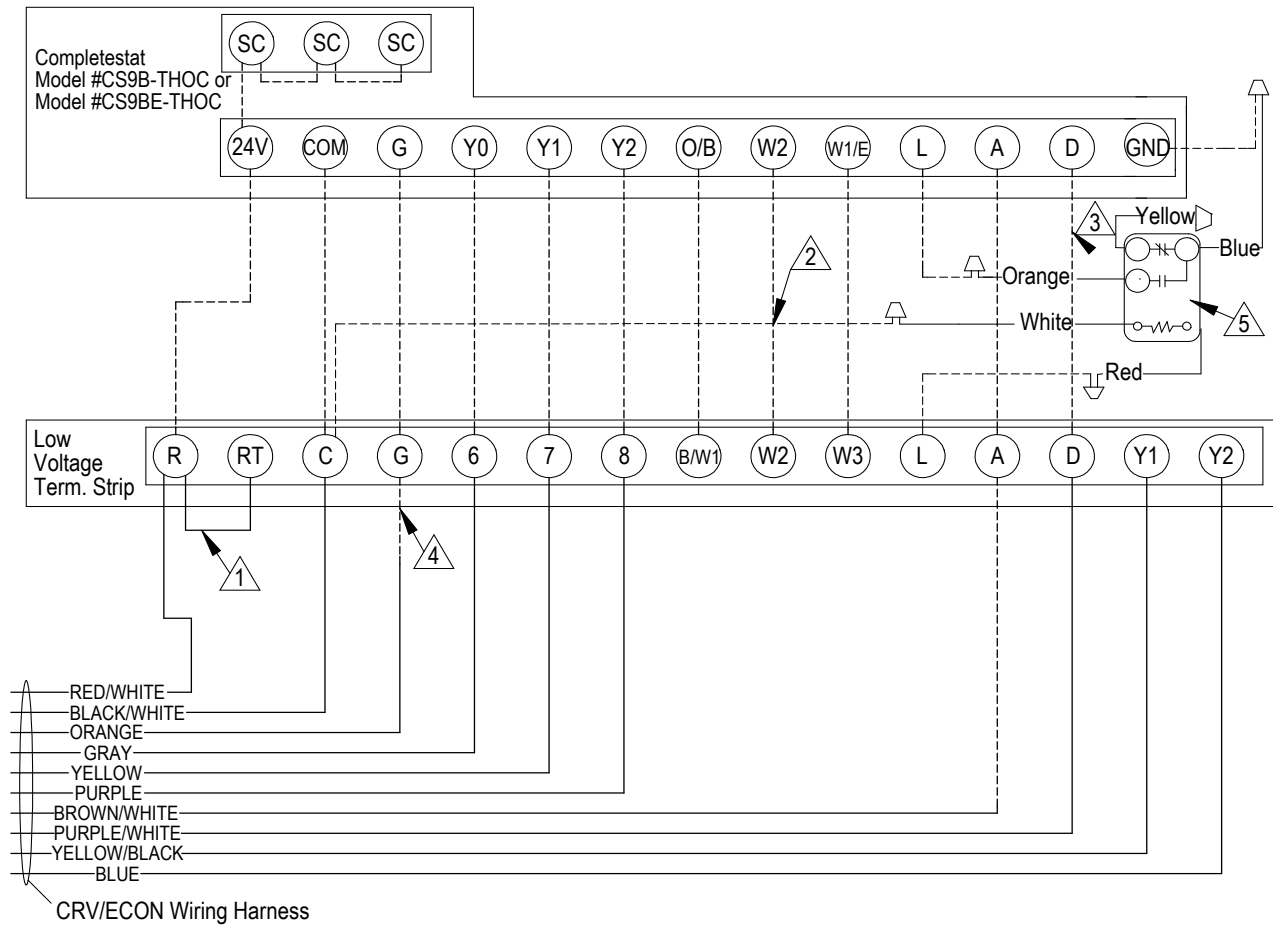 SC SC SC
Completestat
Model #CS9B-THOC or
Model #CS9BE-THOC
24V COM G Y0 Y1 Y2 O/B W2 W1/E L A D GND
3
Yellow
Blue
2
Orange
White
5
Red
Low
Voltage
Term. Strip
R RT C G 6 7 8 B/W1 W2 W3 L A D Y1 Y2
1
4
RED/WHITE
BLACK/WHITE
ORANGE
GRAY
YELLOW
PURPLE
BROWN/WHITE
PURPLE/WHITE
YELLOW/BLACK
BLUE
CRV/ECON Wiring Harness